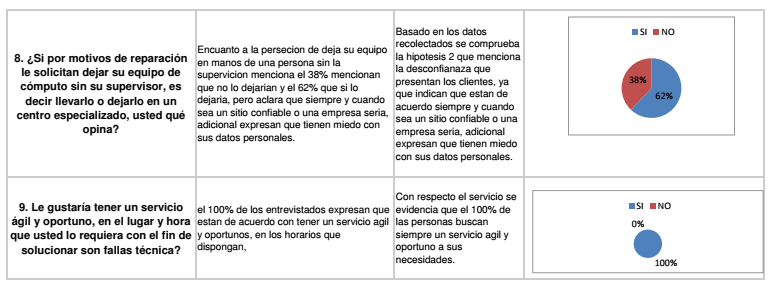 8. ¿Si por motivos de reparación
le solicitan dejar su equipo de
cómputo sin su supervisor, es
decir llevarlo o dejarlo en un
centro especializado, usted qué
opina?
Encuanto a la persecion de deja su equipo
en manos de una persona sin la
supervicion menciona el 38% mencionan
que no lo dejarian y el 62% que si lo
dejaria, pero aclara que siempre y cuando
sea un sitio confiable o una empresa seria,
adicional expresan que tienen miedo con
sus datos personales.
Basado en los datos
recolectados se comprueba
la hipotesis 2 que menciona
la desconfianaza que
presentan los clientes, ya
que indican que estan de
acuerdo siempre y cuando
sea un sitio confiable o una
empresa seria, adicional
expresan que tienen miedo
con sus datos personales.
SI NO
38%
62%
9. Le gustaría tener un servicio
ágil y oportuno, en el lugar y hora
que usted lo requiera con el fin de
solucionar son fallas técnica?
el 100% de los entrevistados expresan que
estan de acuerdo con tener un servicio agil
y oportunos, en los horarios que
dispongan,
Con respecto el servicio se
evidencia que el 100% de
las personas buscan
siempre un servicio agil y
oportuno a sus
necesidades.
SI NO
0%
100%